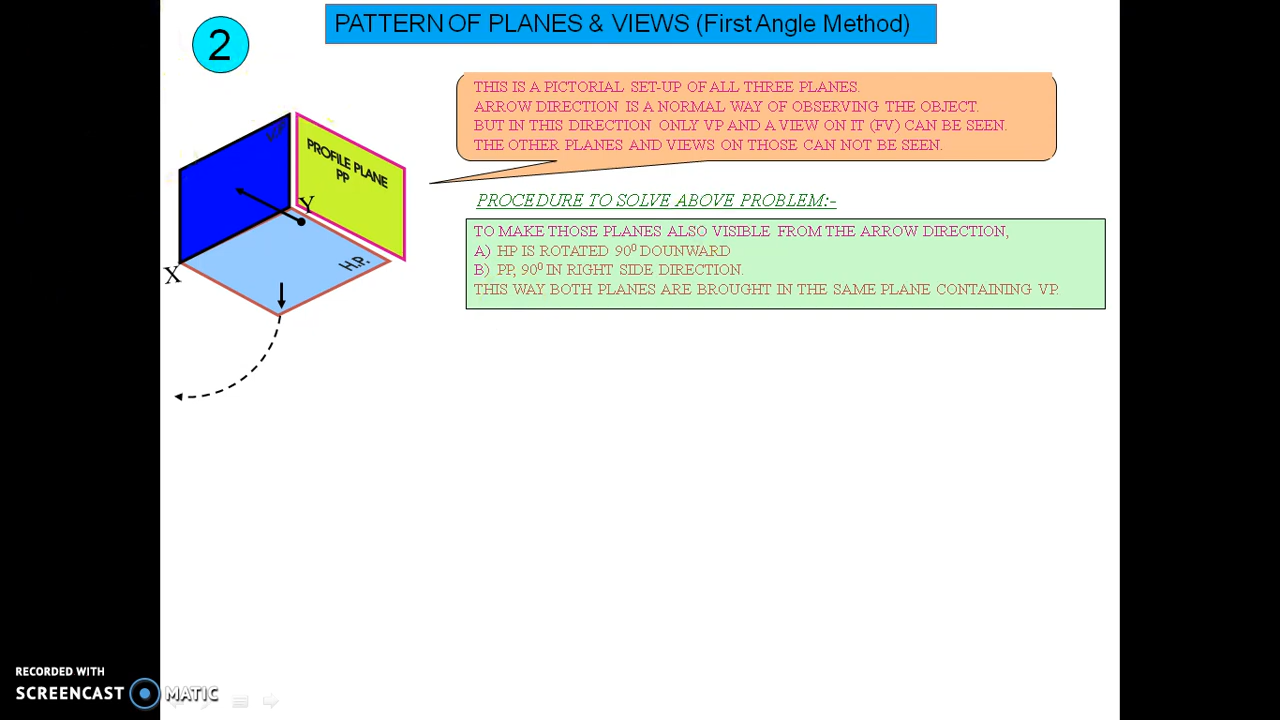 2
PATTERN OF PLANES & VIEWS (First Angle Method)
THIS IS A PICTORIAL SET-UP OF ALL THREE PLANES.
ARROW DIRECTION IS A NORMAL WAY OF OBSERVING THE OBJECT.
BUT IN THIS DIRECTION ONLY VP AND A VIEW ON IT (FV) CAN BE SEEN.
THE OTHER PLANES AND VIEWS ON THOSE CAN NOT BE SEEN.
VP
PROFILE PLANE
PP
Y
X
H.P.
PROCEDURE TO SOLVE ABOVE PROBLEM:-
TO MAKE THOSE PLANES ALSO VISIBLE FROM THE ARROW DIRECTION,
A) HP IS ROTATED 90⁰ DOUNWARD
B) PP, 90⁰ IN RIGHT SIDE DIRECTION.
THIS WAY BOTH PLANES ARE BROUGHT IN THE SAME PLANE CONTAINING VP.
RECORDED WITH
SCREENCAST MATIC